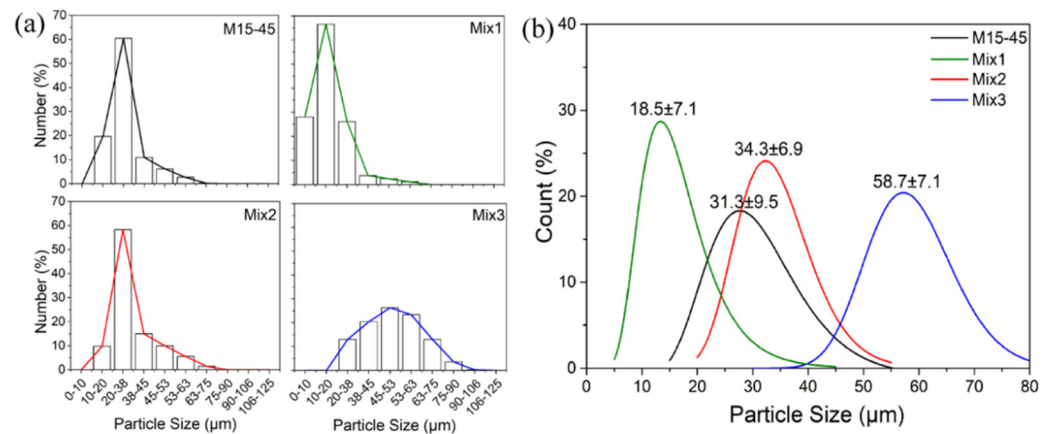 (a)
M15-45
Mix1
Number (%)
70
60
50
40
30
20
10
0
Mix2
Mix3
Number (%)
70
60
50
40
30
20
10
0
0-10
10-20
20-38
38-45
45-53
53-63
63-75
75-90
90-106
106-125
0-10
10-20
20-38
38-45
45-53
53-63
63-75
75-90
90-106
106-125
Particle Size (µm)
Particle Size (µm)
(b)
M15-45
Mix1
Mix2
Mix3
18.5±7.1
34.3±6.9
31.3±9.5
58.7±7.1
Count (%)
40
30
20
10
0
0 10 20 30 40 50 60 70 80
Particle Size (µm)